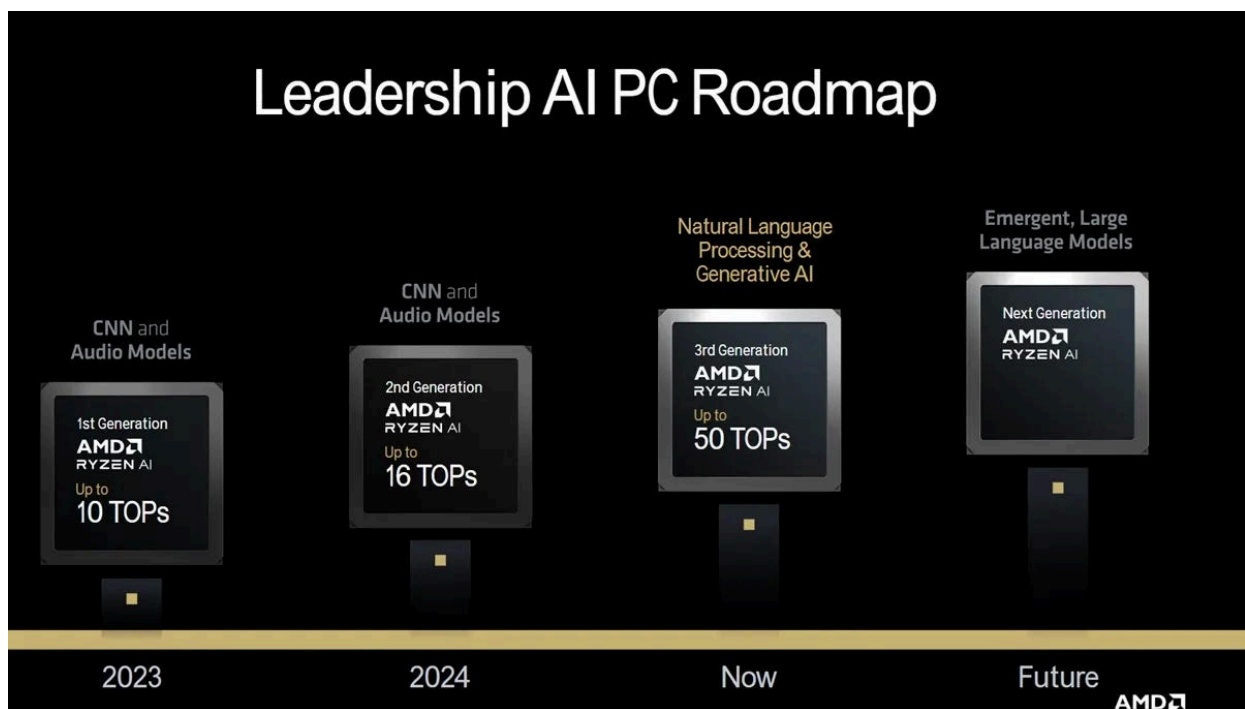 Leadership AI PC Roadmap
CNN and
Audio Models
1st Generation
AMD
RYZEN AI
Up to
10 TOPs
2023
CNN and
Audio Models
2nd Generation
AMD
RYZEN AI
Up to
16 TOPs
2024
Natural Language
Processing &
Generative AI
3rd Generation
AMD
RYZEN AI
Up to
50 TOPs
Now
Emergent, Large
Language Models
Next Generation
AMD
RYZEN AI
Future
AMD